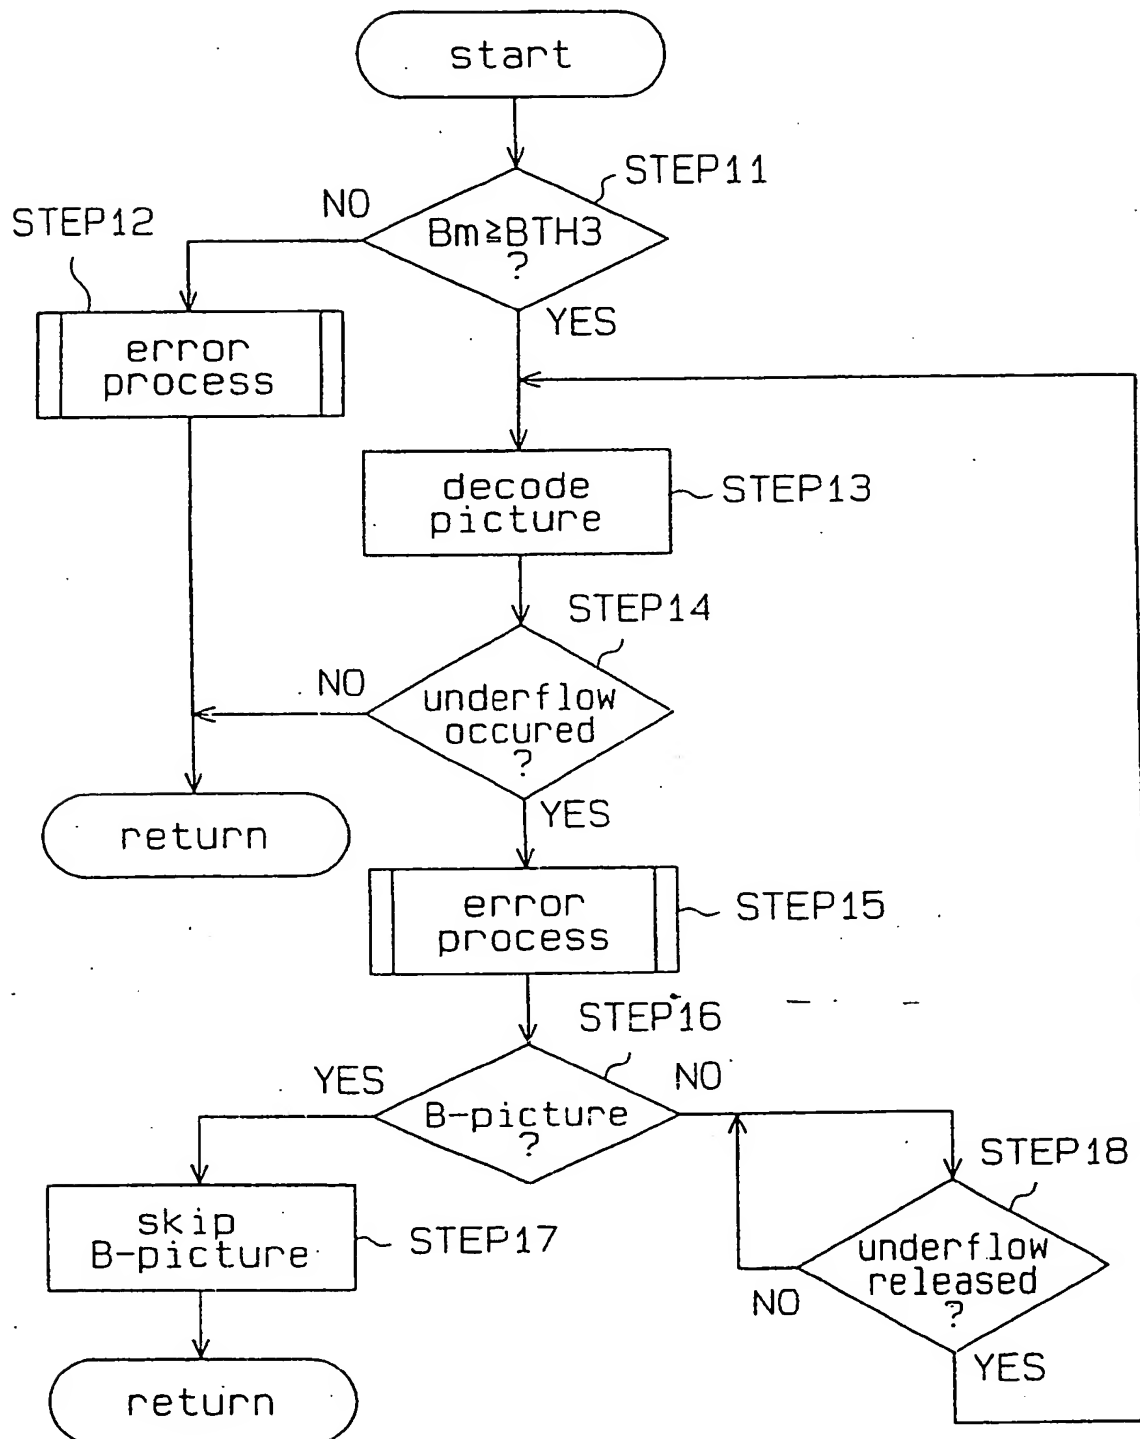 start
STEP11
NO
STEP12
Bm≧BTH3
?
YES
error
process
decode
picture
STEP13
STEP14
NO
underflow
occured
?
YES
return
error
process
STEP15
STEP16
YES
NO
B-picture
?
STEP18
skip
B-picture
STEP17
underflow
released
?
NO
YES
return